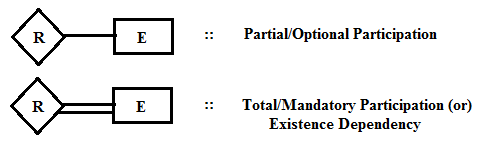 R E :: Partial/Optional Participation
R E :: Total/Mandatory Participation (or)
Existence Dependency